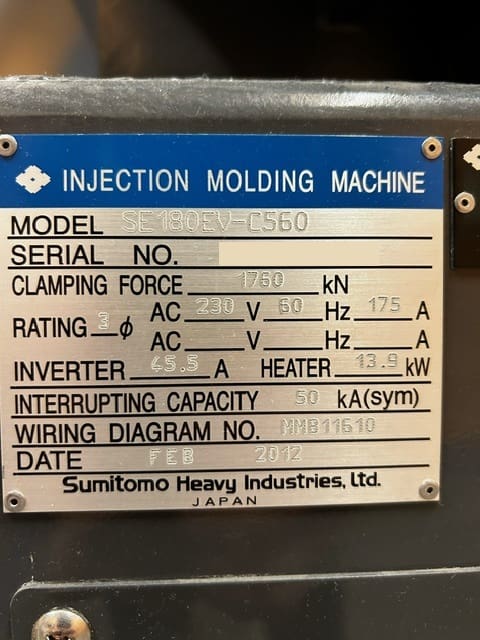 INJECTION MOLDING MACHINE
MODEL SE180EV-C560
SERIAL NO.
CLAMPING FORCE 1760 kN
RATING 3 φ AC 230 V 60 Hz 175 A
AC V Hz A
INVERTER 45.5 A HEATER 13.9 kW
INTERRUPTING CAPACITY 50 kA(sym)
WIRING DIAGRAM NO. MMB11610
DATE FEB 2012
Sumitomo Heavy Industries, Ltd.
JAPAN